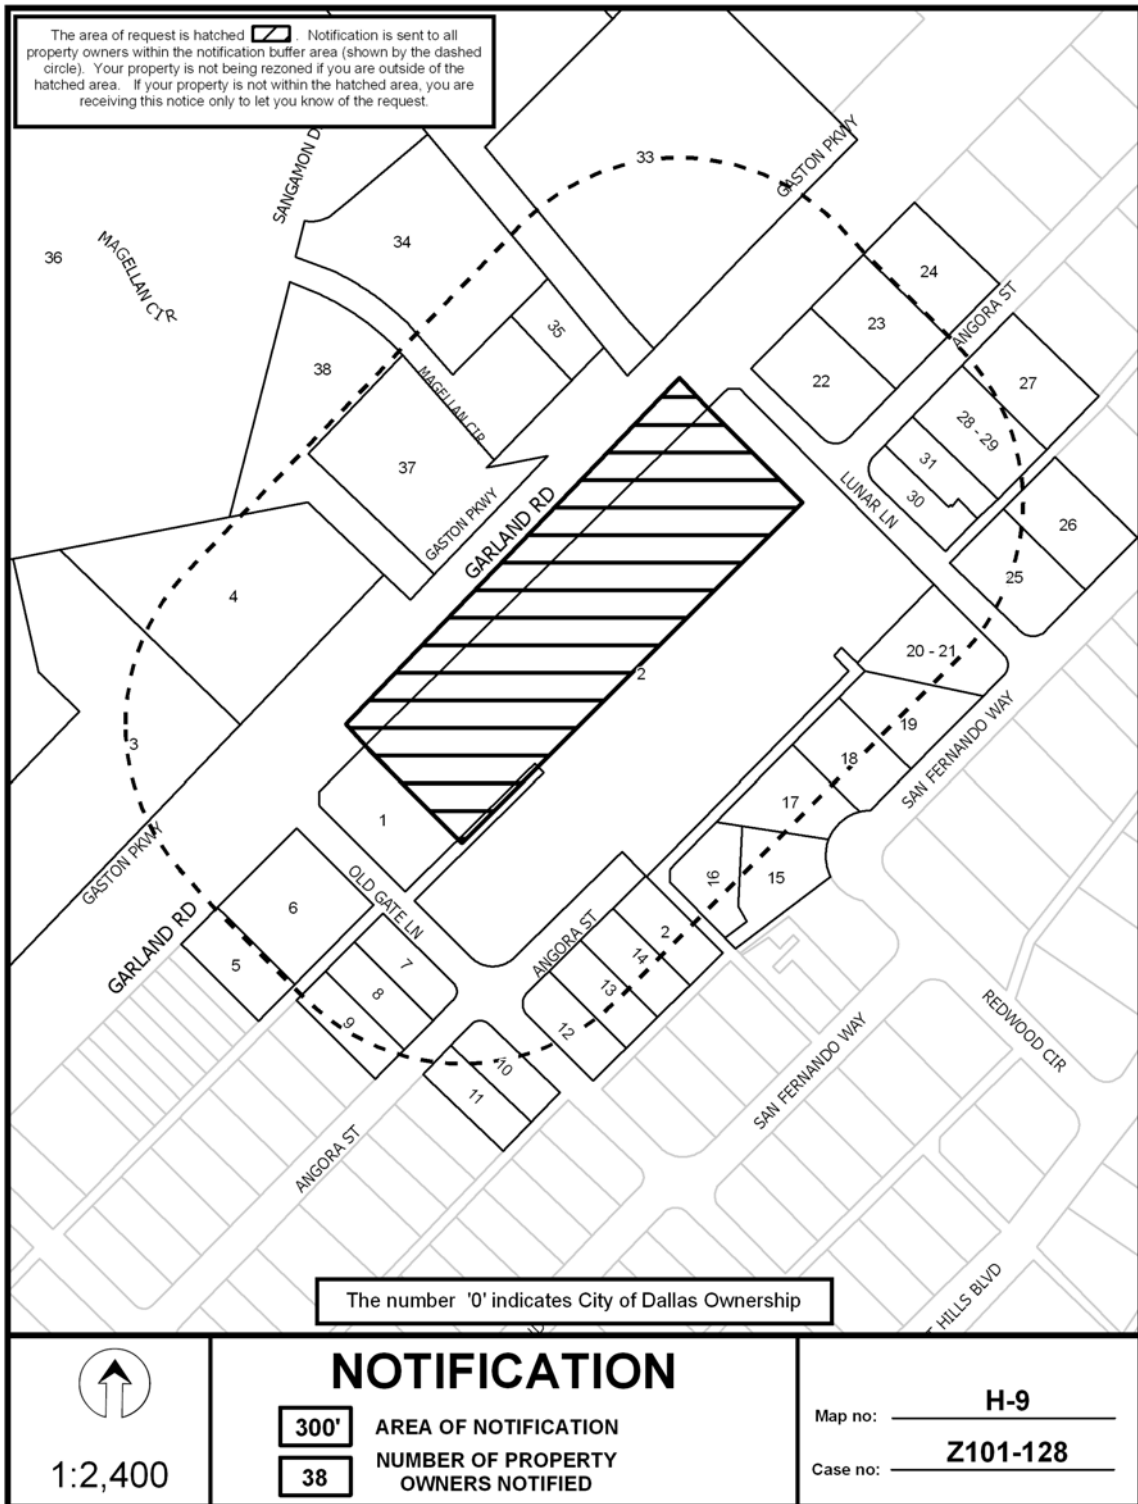 The area of request is hatched . Notification is sent to all
property owners within the notification buffer area (shown by the dashed
circle). Your property is not being rezoned if you are outside of the
hatched area. If your property is not within the hatched area, you are
receiving this notice only to let you know of the request.
SANGAMON D
33
GASTON PKWY
36
MAGELLAN CIR
34
24
35
23
ANGORA ST
38
MAGELLAN CIR
22
27
28 - 29
37
31
30
LUNAR LN
GASTON PKWY
GARLAND RD
26
25
4
20 - 21
2
19
3
18
SAN FERNANDO WAY
17
1
GASTON PKWY
OLD GATE LN
16
15
6
GARLAND RD
ANGORA ST
2
14
5
7
8
13
9
12
10
11
REDWOOD CIR
SAN FERNANDO WAY
ANGORA ST
T HILLS BLVD
The number '0' indicates City of Dallas Ownership
NOTIFICATION
300' AREA OF NOTIFICATION
38 NUMBER OF PROPERTY
OWNERS NOTIFIED
1:2,400
Map no: H-9
Case no: Z101-128